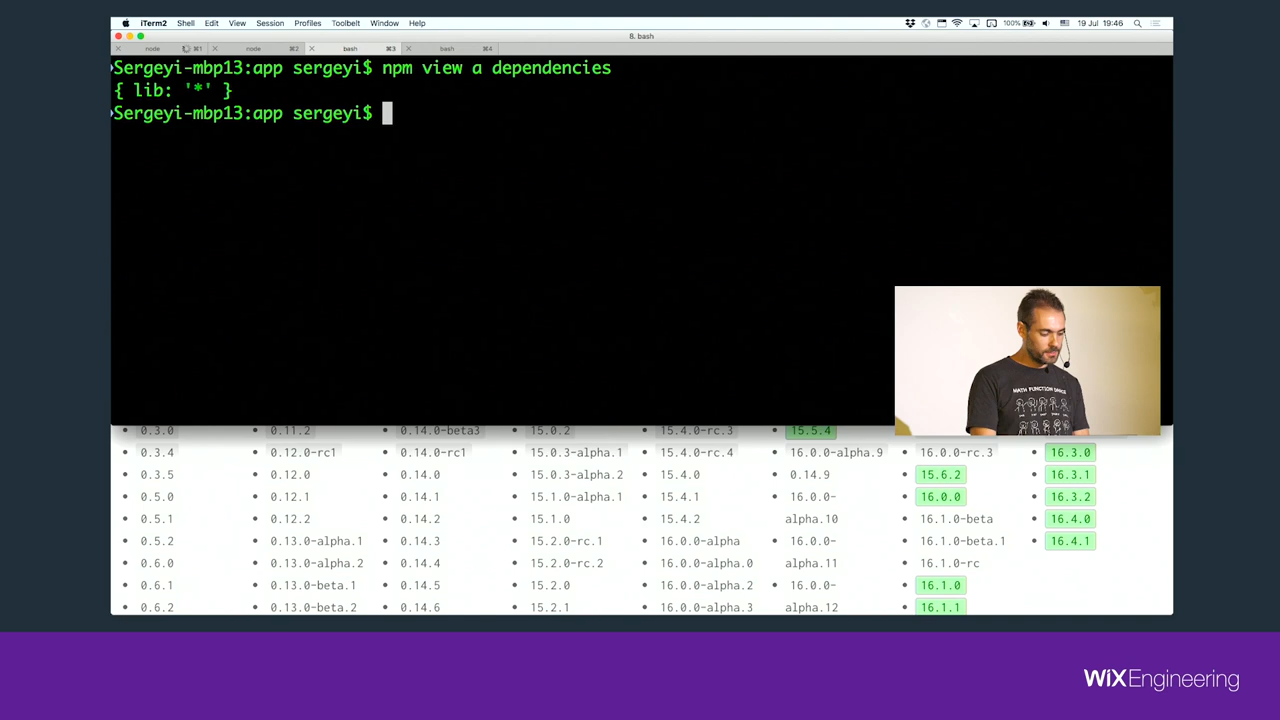 iTerm2 Shell Edit View Session Profiles Toolbelt Window Help 100% 19 Jul 19:46
8. bash
node ⌘1 node ⌘2 bash ⌘3 bash ⌘4
Sergeyi-mbp13:app sergeyi$ npm view a dependencies
{ lib: '*' }
Sergeyi-mbp13:app sergeyi$
MATH FUNCTION DANCE
0.3.0 0.11.2 0.14.0-beta3 15.0.2 15.4.0-rc.3 15.5.4
0.3.4 0.12.0-rc1 0.14.0-rc1 15.0.3-alpha.1 15.4.0-rc.4 16.0.0-alpha.9 16.0.0-rc.3 16.3.0
0.3.5 0.12.0 0.14.0 15.0.3-alpha.2 15.4.0 0.14.9 15.6.2 16.3.1
0.5.0 0.12.1 0.14.1 15.1.0-alpha.1 15.4.1 16.0.0- 16.0.0 16.3.2
0.5.1 0.12.2 0.14.2 15.1.0 15.4.2 alpha.10 16.1.0-beta 16.4.0
0.5.2 0.13.0-alpha.1 0.14.3 15.2.0-rc.1 16.0.0-alpha 16.0.0- 16.1.0-beta.1 16.4.1
0.6.0 0.13.0-alpha.2 0.14.4 15.2.0-rc.2 16.0.0-alpha.0 alpha.11 16.1.0-rc
0.6.1 0.13.0-beta.1 0.14.5 15.2.0 16.0.0-alpha.2 16.0.0- 16.1.0
0.6.2 0.13.0-beta.2 0.14.6 15.2.1 16.0.0-alpha.3 alpha.12 16.1.1
WiXEngineering